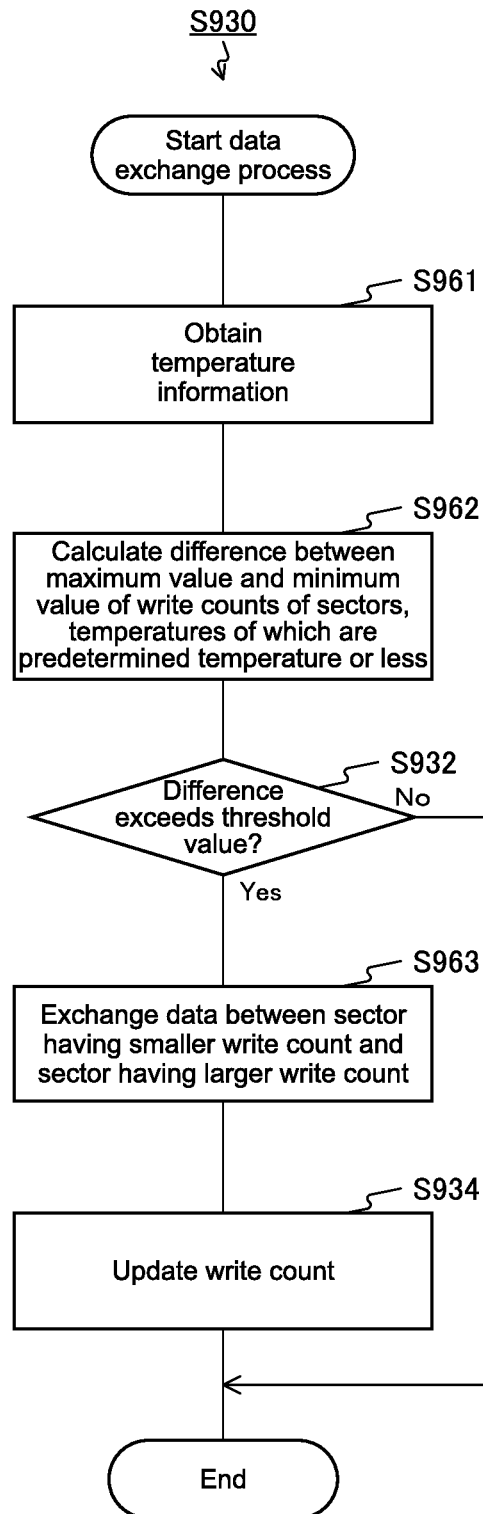 S930
Start data
exchange process
S961
Obtain
temperature
information
S962
Calculate difference between
maximum value and minimum
value of write counts of sectors,
temperatures of which are
predetermined temperature or less
S932
Difference
exceeds threshold
value?
No
Yes
S963
Exchange data between sector
having smaller write count and
sector having larger write count
S934
Update write count
End